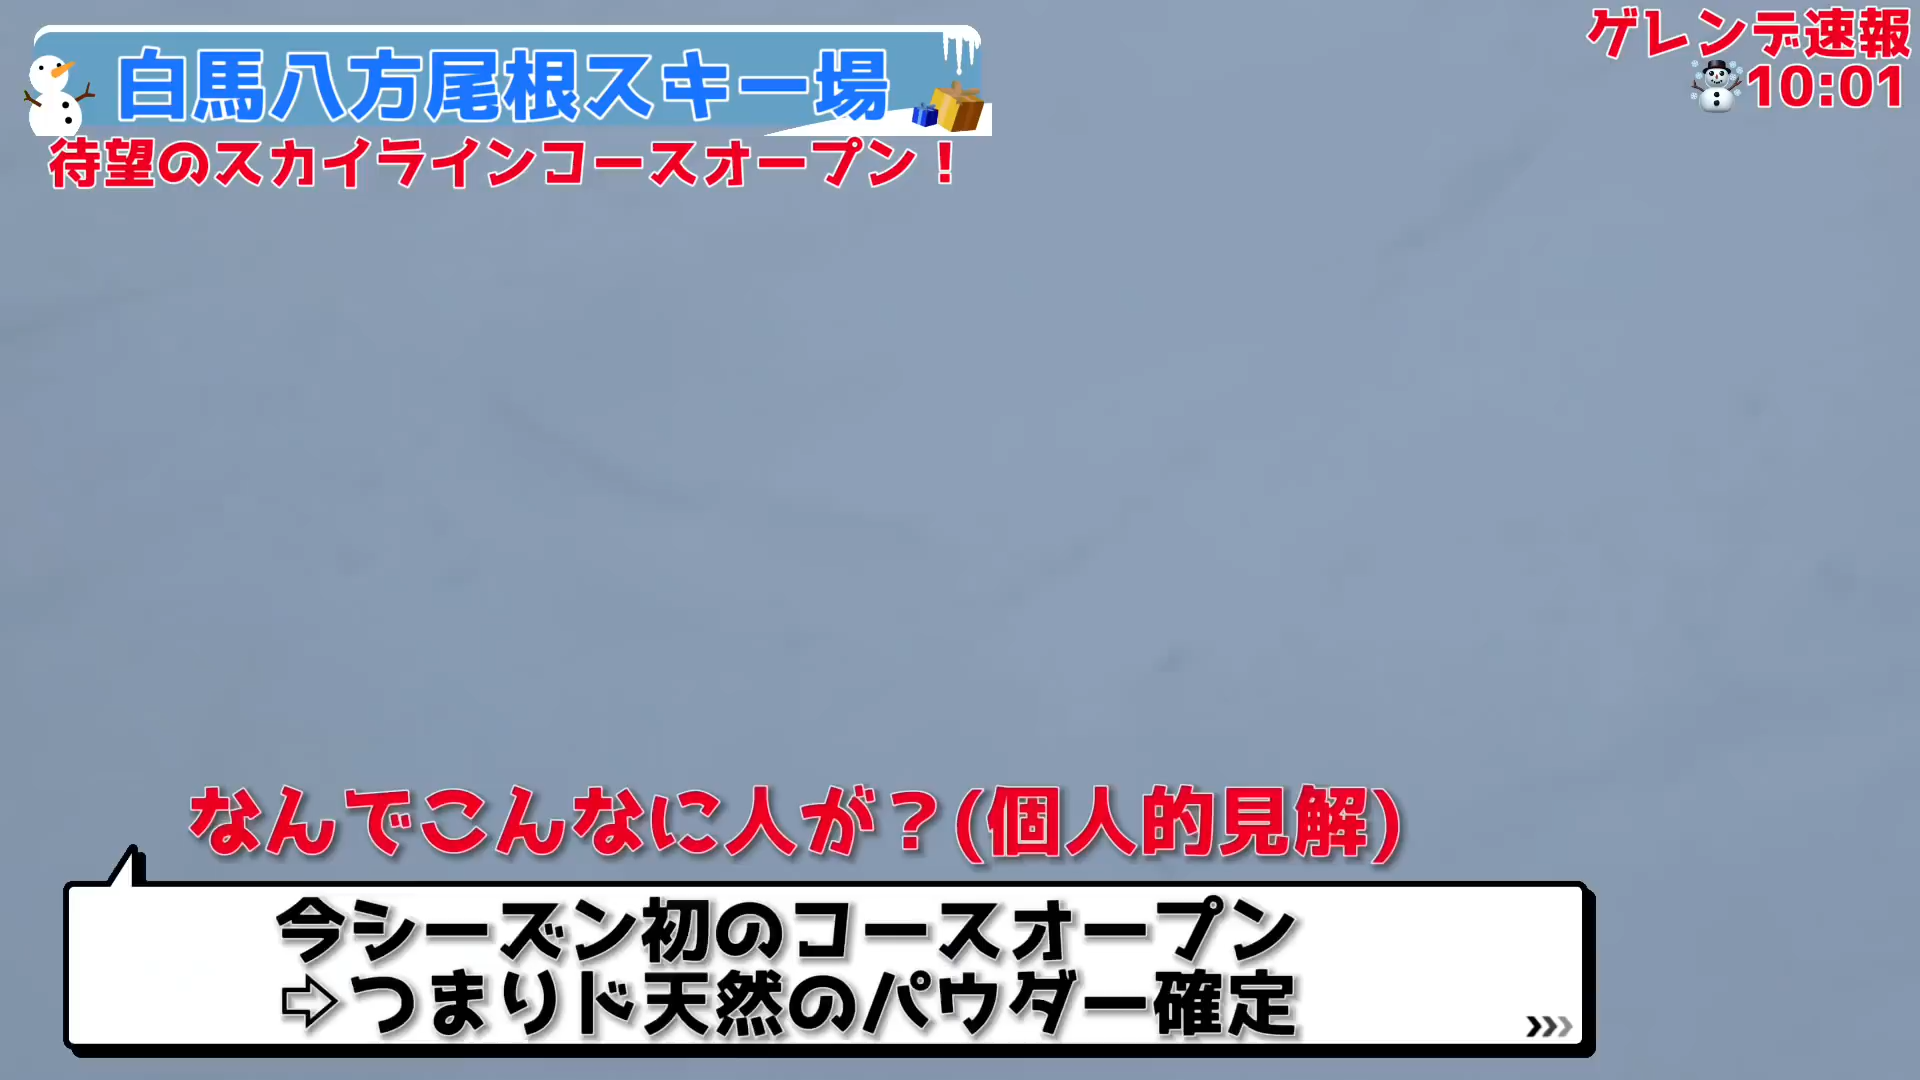 白馬八方尾根スキー場
待望のスカイラインコースオープン！
ゲレンデ速報
⛄10:01
なんでこんなに人が？(個人的見解)
今シーズン初のコースオープン
⇨つまりド天然のパウダー確定